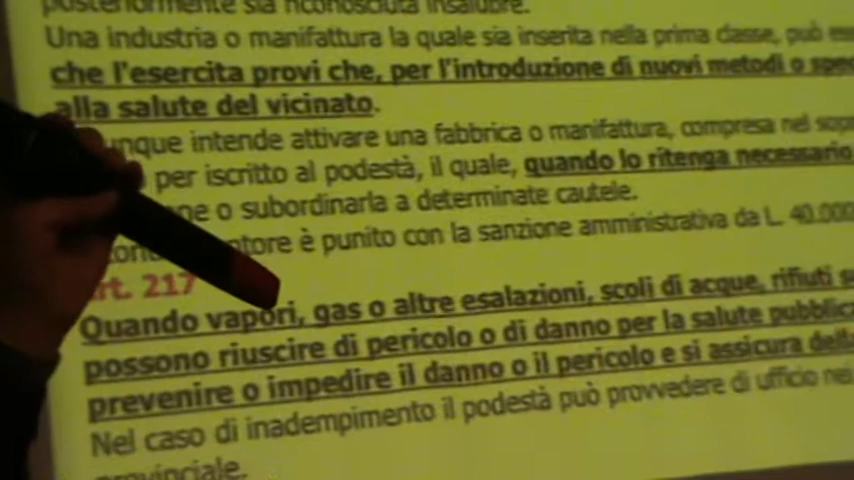 posteriormente sia riconosciuta insalubre.
Una industria o manifattura la quale sia inserita nella prima classe, può
che l'esercita provi che, per l'introduzione di nuovi metodi o
alla salute del vicinato.
intende attivare una fabbrica o manifattura, compresa nel
per iscritto al podestà, il quale, quando lo ritenga necessario
o subordinarla a determinate cautele.
è punito con la sanzione amministrativa da L. 40.000
Art. 217
Quando vapori, gas o altre esalazioni, scoli di acque, rifiuti
possono riuscire di pericolo o di danno per la salute pubblica
prevenire o impedire il danno o il pericolo e si assicura della
Nel caso di inadempimento il podestà può provvedere di ufficio nei
provinciale.